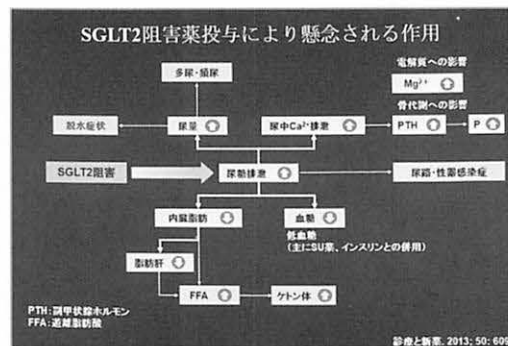 SGLT2阻害薬投与により懸念される作用
多尿・頻尿
電解質への影響
Mg²⁺
骨代謝への影響
脱水症状
尿量
尿中Ca²⁺排泄
PTH
P
SGLT2阻害
尿糖排泄
尿路・性器感染症
内臓脂肪
血糖
低血糖
(主にSU薬、インスリンとの併用)
脂肪肝
FFA
ケトン体
PTH:副甲状腺ホルモン
FFA:遊離脂肪酸
診療と新薬. 2013; 50: 609